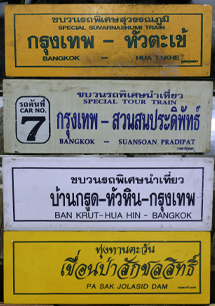 ขบวนรถพิเศษสุวรรณภูมิ
SPECIAL SUVARNABHUMI TRAIN
กรุงเทพ - หัวตะเข้
BANGKOK - HUA TAKHE
ขบวนรถพิเศษนำเที่ยว
SPECIAL TOUR TRAIN
รถคันที่
CAR NO.
7
กรุงเทพ - สวนสนประดิพัทธ์
BANGKOK - SUANSOAN PRADIPAT
ขบวนรถพิเศษนำเที่ยว
บ้านกรูด-หัวหิน-กรุงเทพ
BAN KRUT-HUA HIN - BANGKOK
ทุ่งทานตะวัน
เขื่อนป่าสักชลสิทธิ์
PA SAK JOLASID DAM